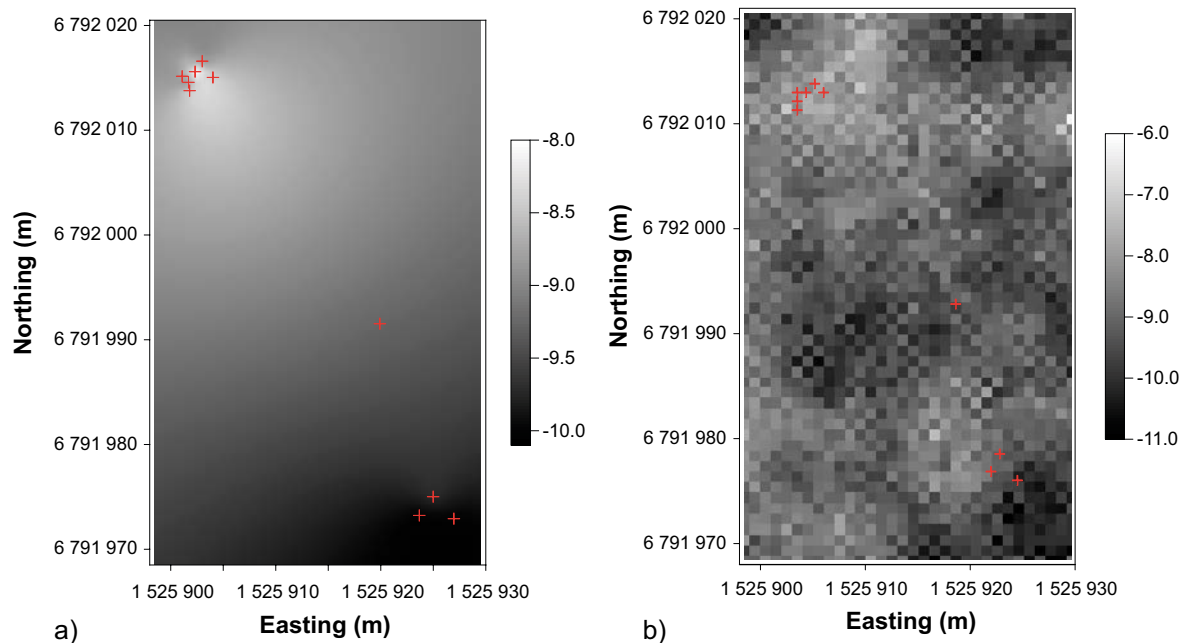 6 792 020
6 792 010
6 792 000
6 791 990
6 791 980
6 791 970
Northing (m)
1 525 900
1 525 910
1 525 920
1 525 930
Easting (m)
-8.0
-8.5
-9.0
-9.5
-10.0
a)
6 792 020
6 792 010
6 792 000
6 791 990
6 791 980
6 791 970
Northing (m)
1 525 900
1 525 910
1 525 920
1 525 930
Easting (m)
-6.0
-7.0
-8.0
-9.0
-10.0
-11.0
b)